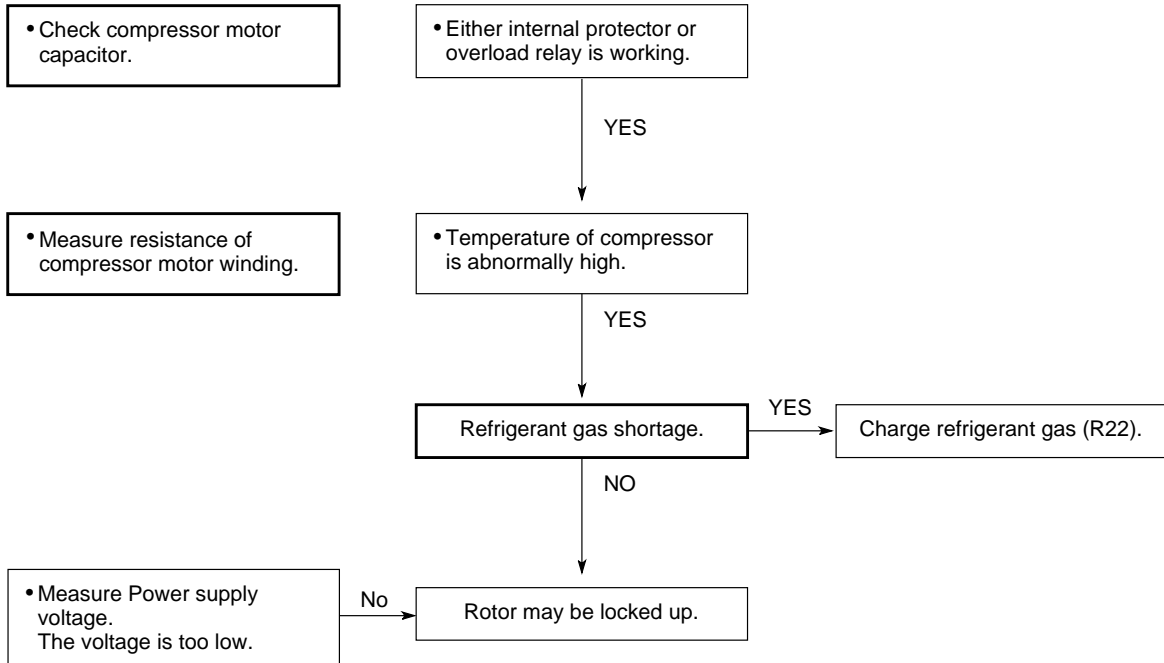 • Check compressor motor
capacitor.
• Either internal protector or
overload relay is working.
YES
• Measure resistance of
compressor motor winding.
• Temperature of compressor
is abnormally high.
YES
Refrigerant gas shortage.
YES
Charge refrigerant gas (R22).
NO
• Measure Power supply
voltage.
The voltage is too low.
No
Rotor may be locked up.